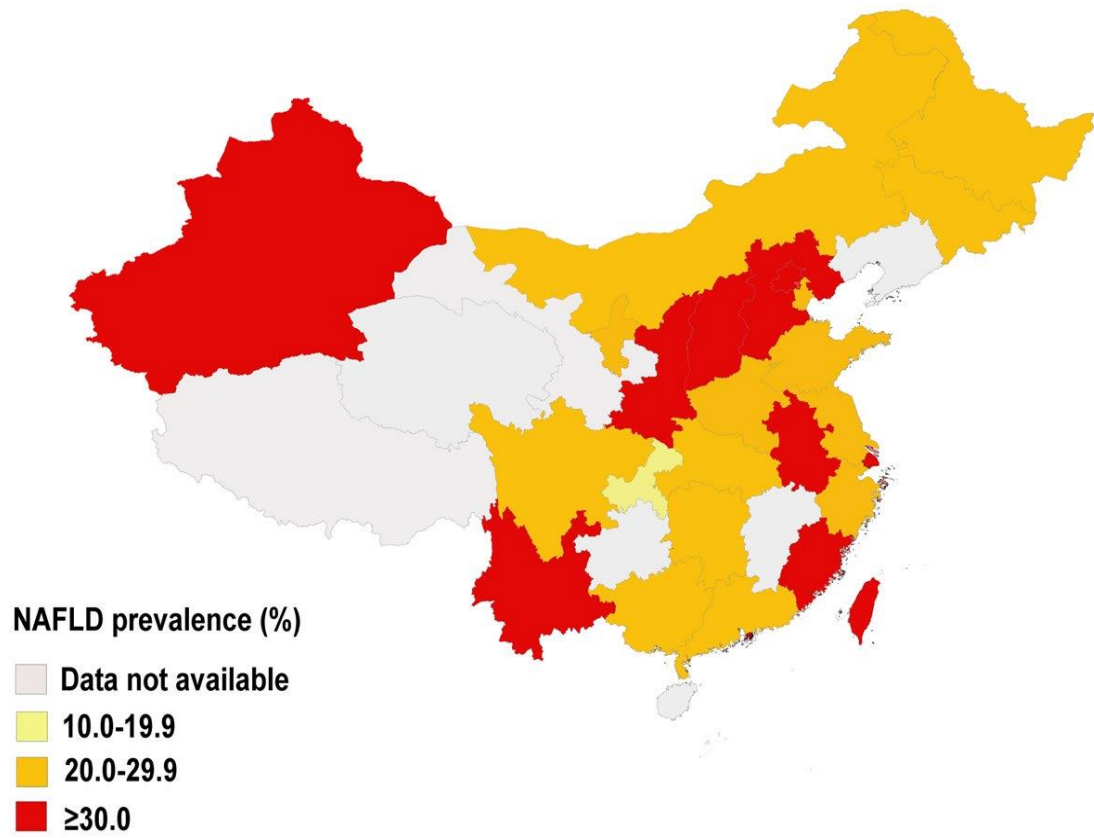 NAFLD prevalence (%)
Data not available
10.0-19.9
20.0-29.9
≥30.0